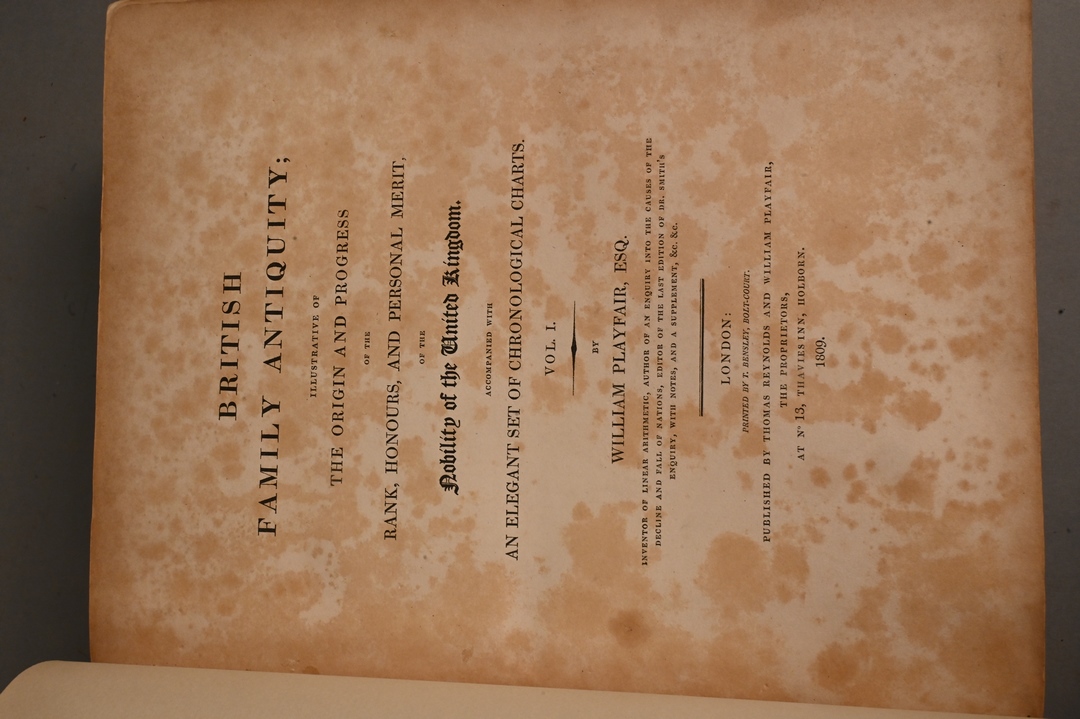 BRITISH
FAMILY ANTIQUITY;
ILLUSTRATIVE OF
THE ORIGIN AND PROGRESS
OF THE
RANK, HONOURS, AND PERSONAL MERIT,
OF THE
Nobility of the United Kingdom.
ACCOMPANIED WITH
AN ELEGANT SET OF CHRONOLOGICAL CHARTS.
VOL. I.
BY
WILLIAM PLAYFAIR, ESQ.
INVENTOR OF LINEAR ARITHMETIC, AUTHOR OF AN ENQUIRY INTO THE CAUSES OF THE
DECLINE AND FALL OF NATIONS, EDITOR OF THE LAST EDITION OF DR. SMITH'S
ENQUIRY, WITH NOTES, AND A SUPPLEMENT, &c. &c.
LONDON:
PRINTED BY T. BENSLEY, BOLT-COURT.
PUBLISHED BY THOMAS REYNOLDS AND WILLIAM PLAYFAIR,
THE PROPRIETORS,
AT Nº 13, THAVIES INN, HOLBORN.
1809.